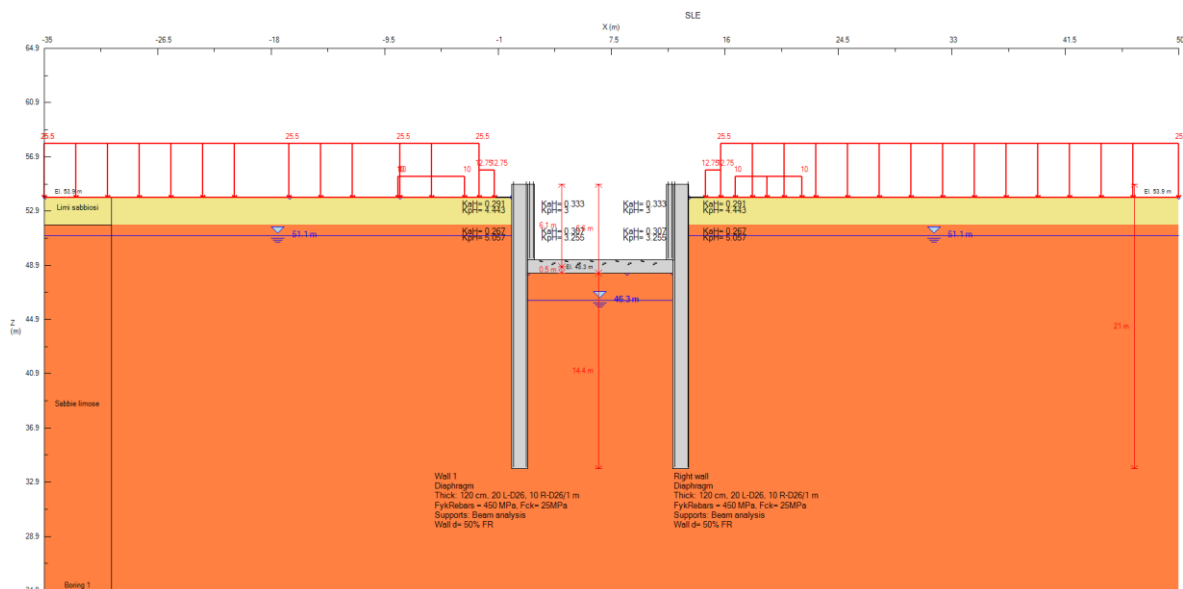 SLE
X (m)
-35 -26.5 -18 -9.5 -1 7.5 16 24.5 33 41.5 50
64.9
60.9
25.5 25.5 25.5 25.5 25.5 25
56.9
12.75 12.75
10 10 10
El. 53.9 m
El. 53.9 m
52.9
Limi sabbiosi
KaH= 0.291 KaH= 0.333 KaH= 0.333 KaH= 0.291
KpH= 4.443 KpH= 3 KpH= 3 KpH= 4.443
6.1 m
KaH= 0.267 KaH= 0.307 KaH= 0.307 KaH= 0.267
KpH= 5.057 KpH= 3.255 KpH= 3.255 KpH= 5.057
51.1 m 51.1 m
48.9
0.5 m
El. 48.3 m
46.3 m
Z
(m)
44.9
21 m
40.9
14.4 m
Sabbie limose
36.9
32.9
Wall 1
Diaphragm
Thick: 120 cm, 20 L-D26, 10 R-D26/1 m
FykRebars = 450 MPa, Fck= 25MPa
Supports: Beam analysis
Wall d= 50% FR
Right wall
Diaphragm
Thick: 120 cm, 20 L-D26, 10 R-D26/1 m
FykRebars = 450 MPa, Fck= 25MPa
Supports: Beam analysis
Wall d= 50% FR
28.9
Boring 1